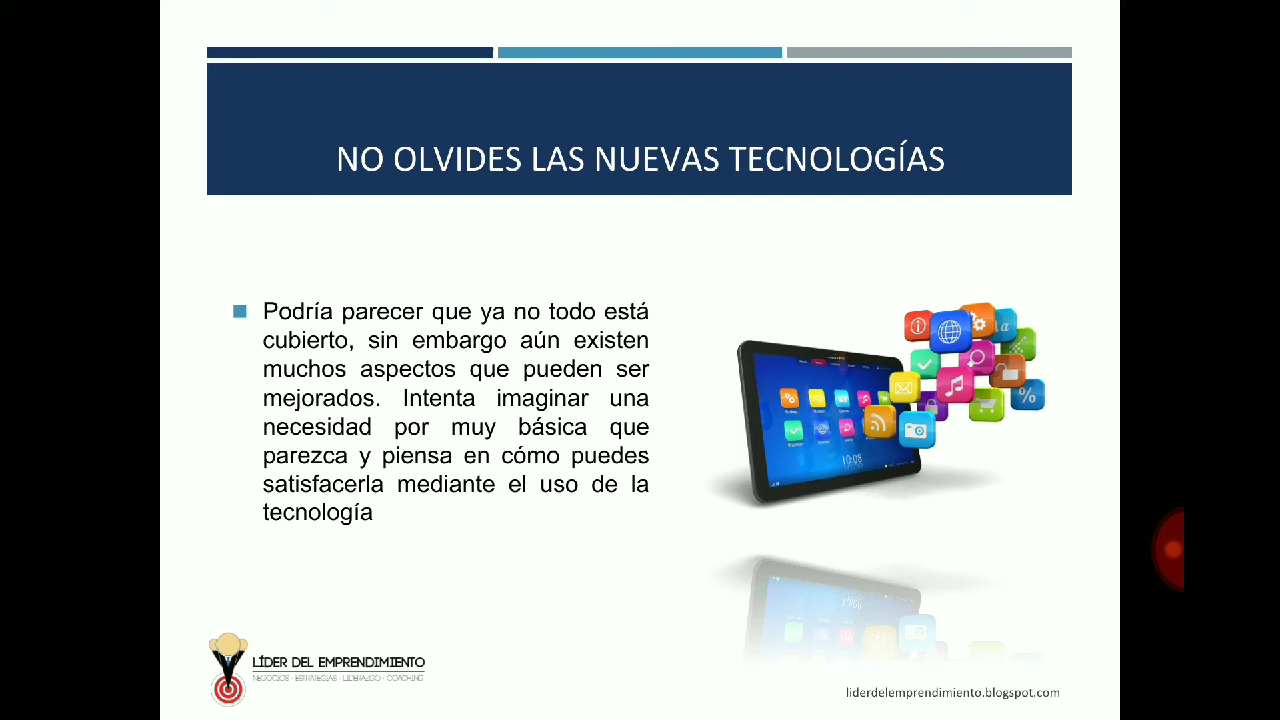 NO OLVIDES LAS NUEVAS TECNOLOGÍAS
Podría parecer que ya no todo está
cubierto, sin embargo aún existen
muchos aspectos que pueden ser
mejorados. Intenta imaginar una
necesidad por muy básica que
parezca y piensa en cómo puedes
satisfacerla mediante el uso de la
tecnología
10:08
%
LÍDER DEL EMPRENDIMIENTO
NEGOCIOS - ESTRATEGIAS - LIDERAZGO - COACHING
liderdelemprendimiento.blogspot.com